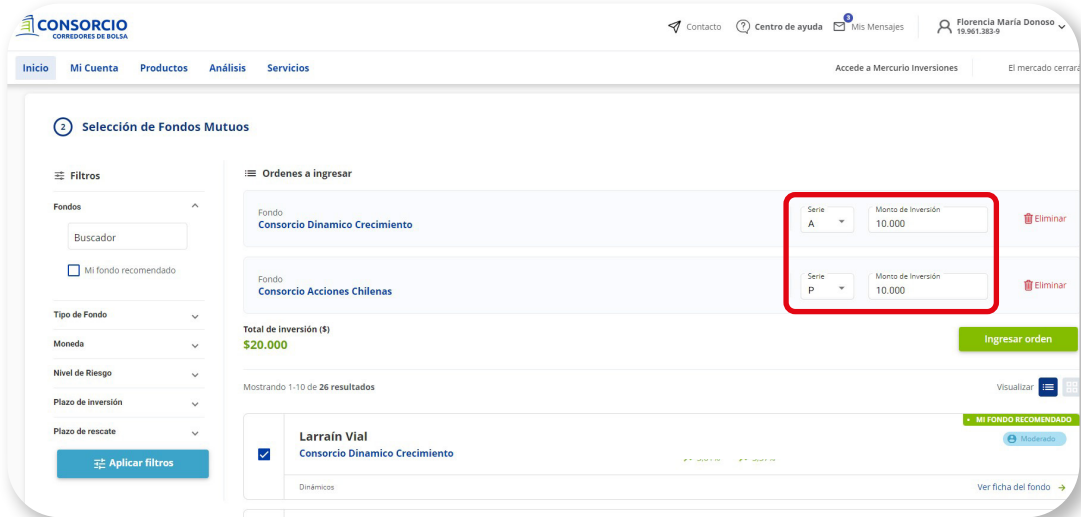 CONSORCIO
CORREDORES DE BOLSA
Contacto
Centro de ayuda
3
Mis Mensajes
Florencia María Donoso
19.961.383-9
Inicio
Mi Cuenta
Productos
Análisis
Servicios
Accede a Mercurio Inversiones
El mercado cerrará
2 Selección de Fondos Mutuos
Filtros
Fondos
Buscador
Mi fondo recomendado
Tipo de Fondo
Moneda
Nivel de Riesgo
Plazo de inversión
Plazo de rescate
Aplicar filtros
Ordenes a ingresar
Fondo
Consorcio Dinamico Crecimiento
Serie
A
Monto de Inversión
10.000
Eliminar
Fondo
Consorcio Acciones Chilenas
Serie
P
Monto de Inversión
10.000
Eliminar
Total de inversión ($)
$20.000
Ingresar orden
Mostrando 1-10 de 26 resultados
Visualizar
• MI FONDO RECOMENDADO
Larraín Vial
Consorcio Dinamico Crecimiento
Moderado
Dinámicos
Ver ficha del fondo →